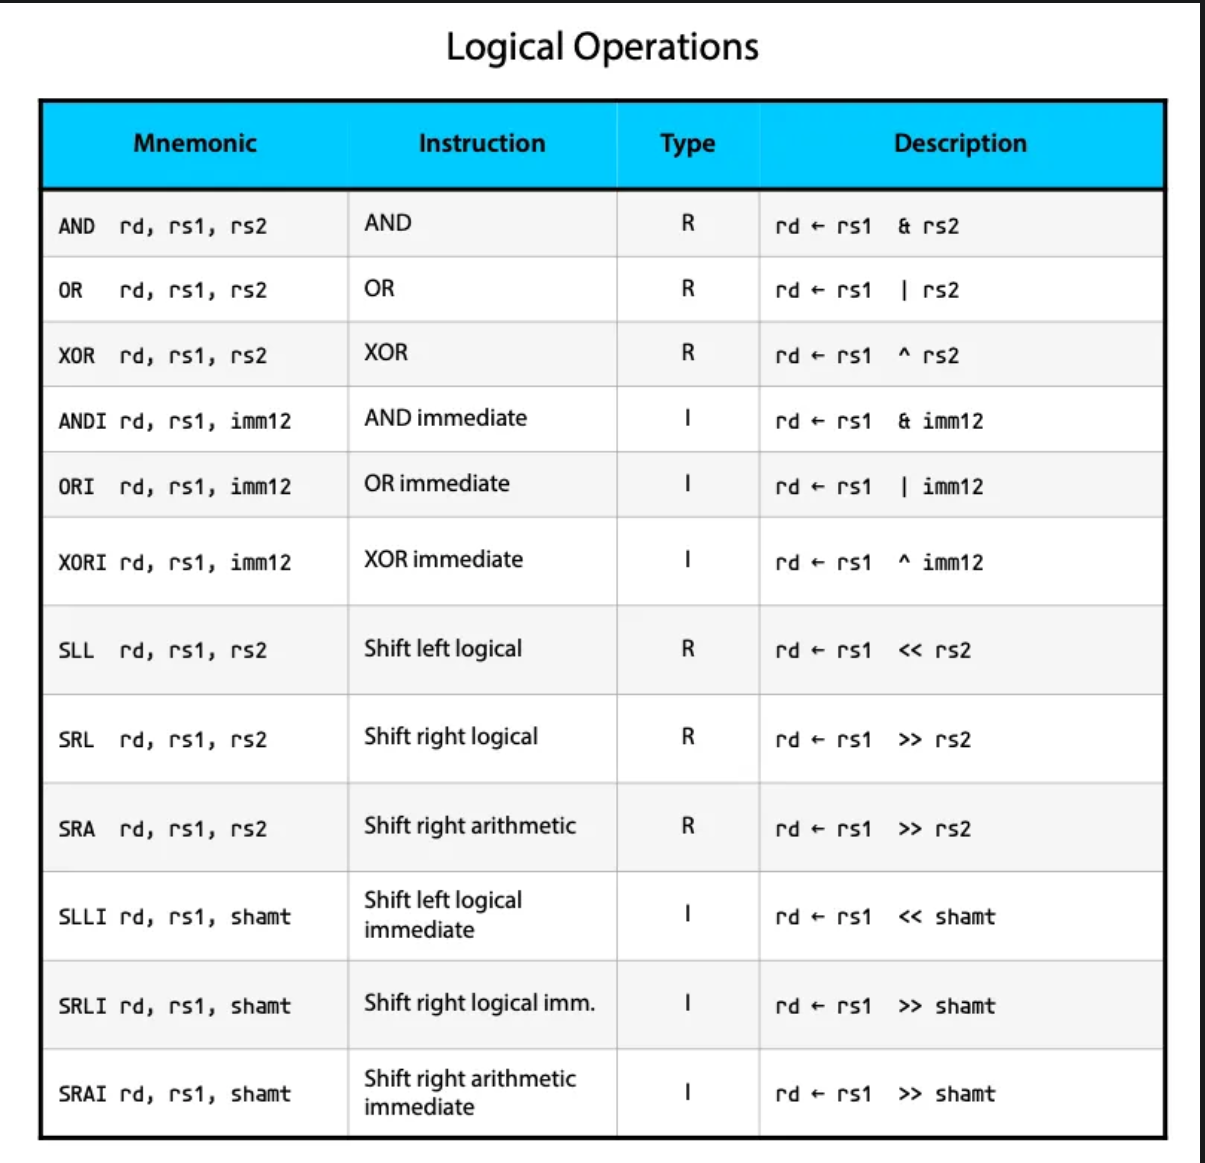 Logical Operations
Mnemonic Instruction Type Description
AND rd, rs1, rs2 AND R rd ← rs1 & rs2
OR rd, rs1, rs2 OR R rd ← rs1 | rs2
XOR rd, rs1, rs2 XOR R rd ← rs1 ^ rs2
ANDI rd, rs1, imm12 AND immediate I rd ← rs1 & imm12
ORI rd, rs1, imm12 OR immediate I rd ← rs1 | imm12
XORI rd, rs1, imm12 XOR immediate I rd ← rs1 ^ imm12
SLL rd, rs1, rs2 Shift left logical R rd ← rs1 << rs2
SRL rd, rs1, rs2 Shift right logical R rd ← rs1 >> rs2
SRA rd, rs1, rs2 Shift right arithmetic R rd ← rs1 >> rs2
SLLI rd, rs1, shamt Shift left logical immediate I rd ← rs1 << shamt
SRLI rd, rs1, shamt Shift right logical imm. I rd ← rs1 >> shamt
SRAI rd, rs1, shamt Shift right arithmetic immediate I rd ← rs1 >> shamt